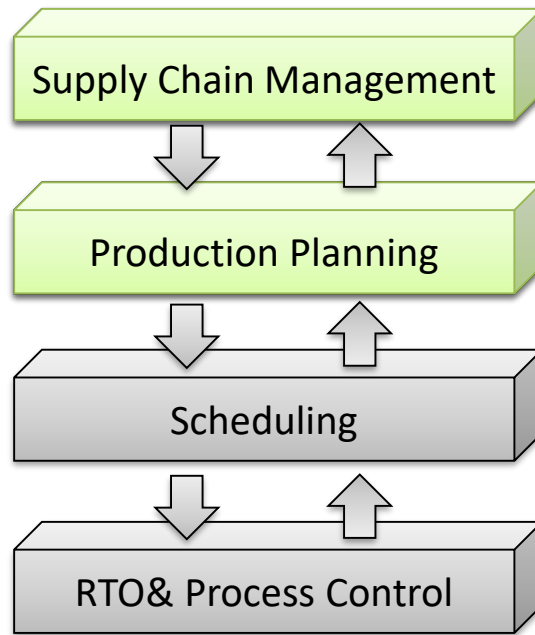 Supply Chain Management
Production Planning
Scheduling
RTO& Process Control